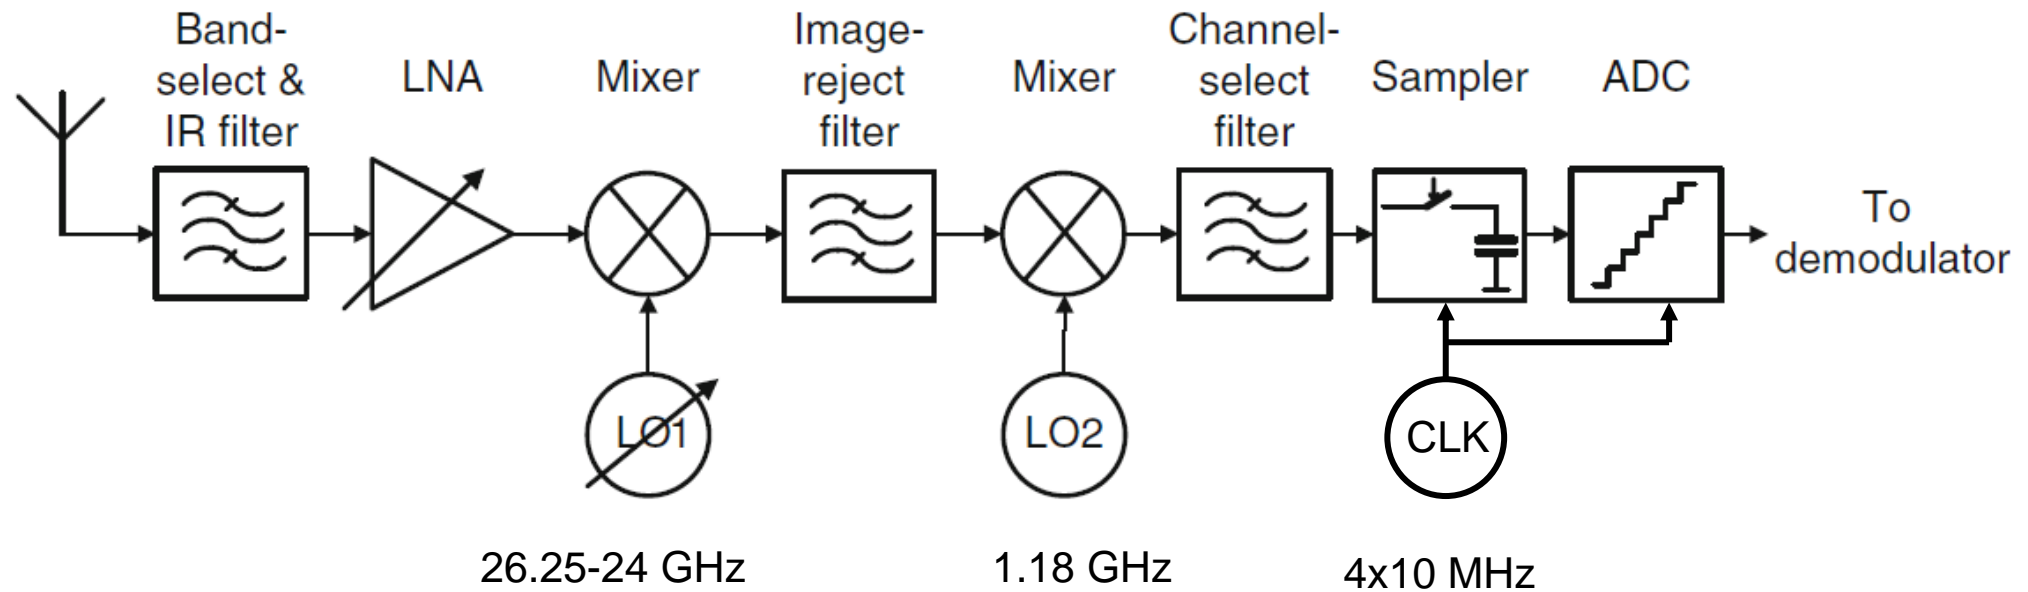 Band-
select &
IR filter
LNA
Mixer
Image-
reject
filter
Mixer
Channel-
select
filter
Sampler
ADC
To
demodulator
LO1
LO2
CLK
26.25-24 GHz
1.18 GHz
4x10 MHz